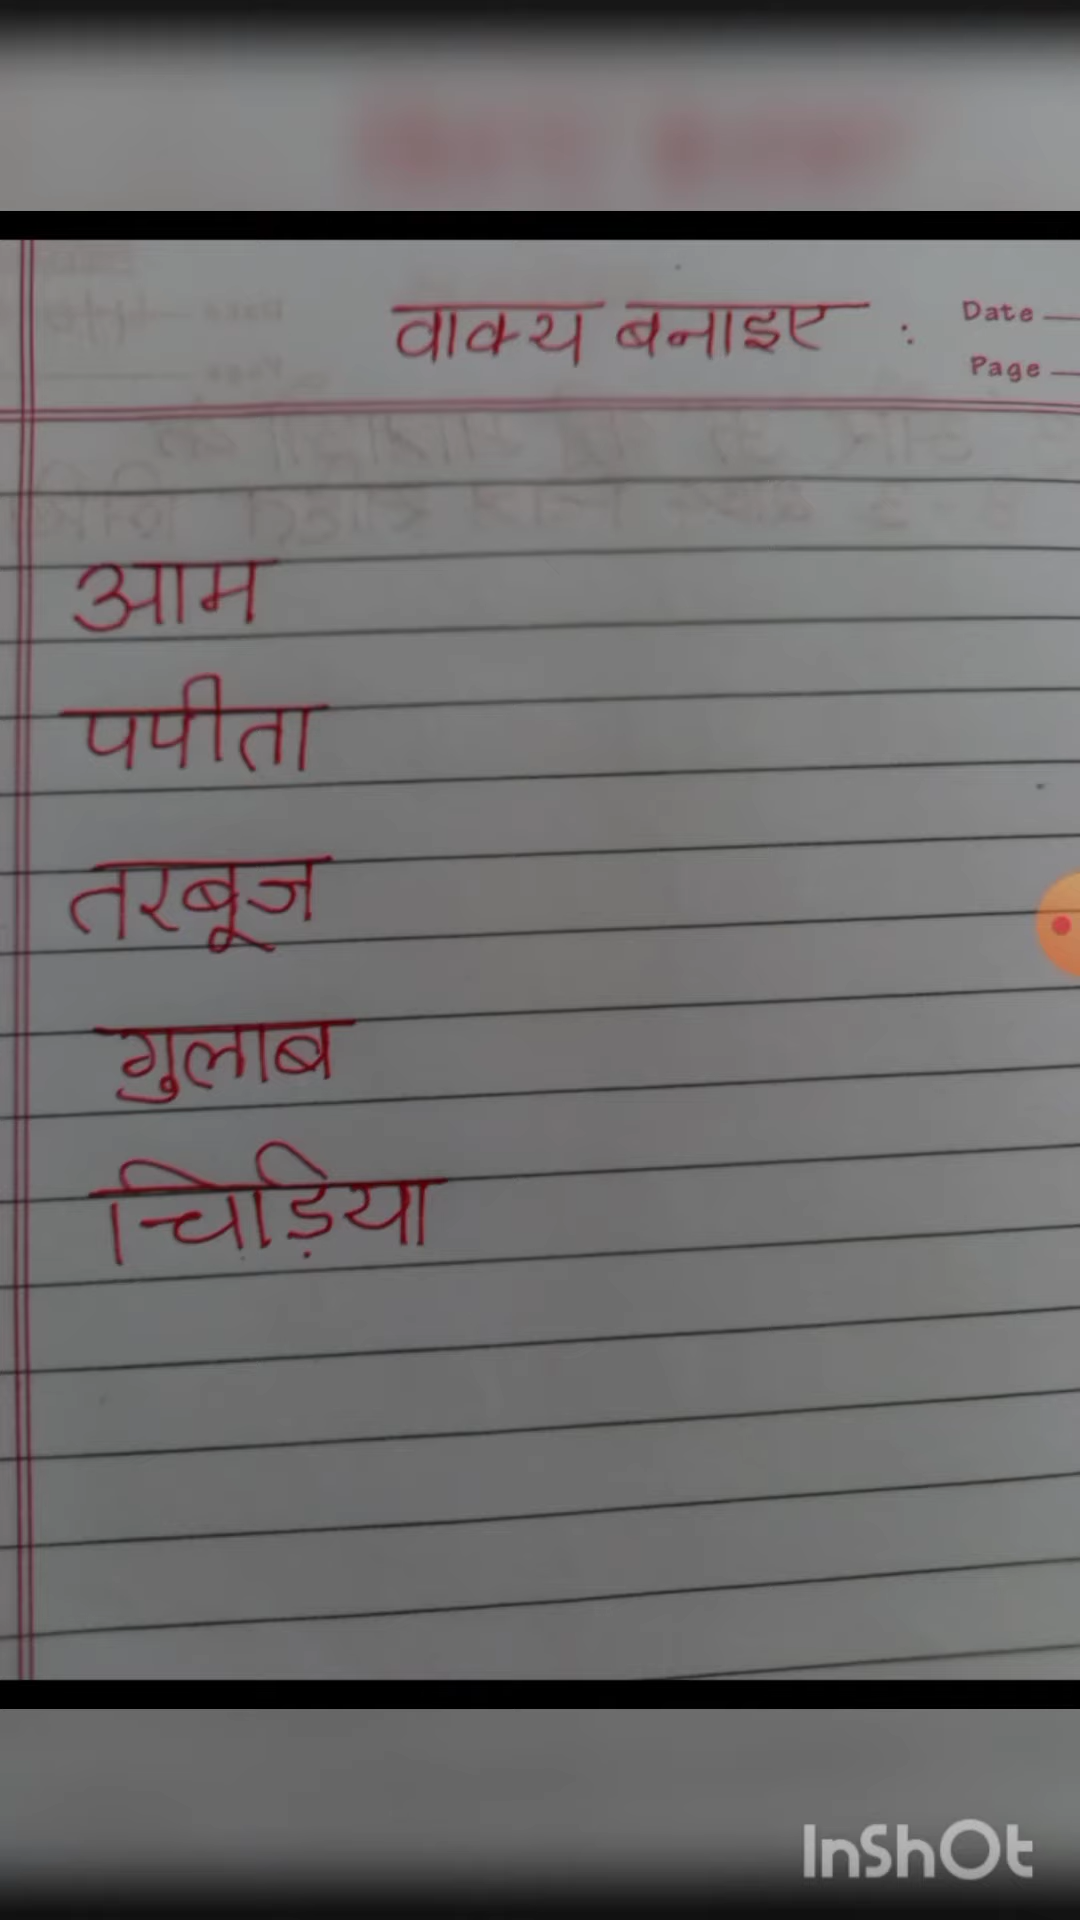 वाक्य बनाइए :
Date
Page
आम
पपीता
तरबूज
गुलाब
चिड़िया
InShOt